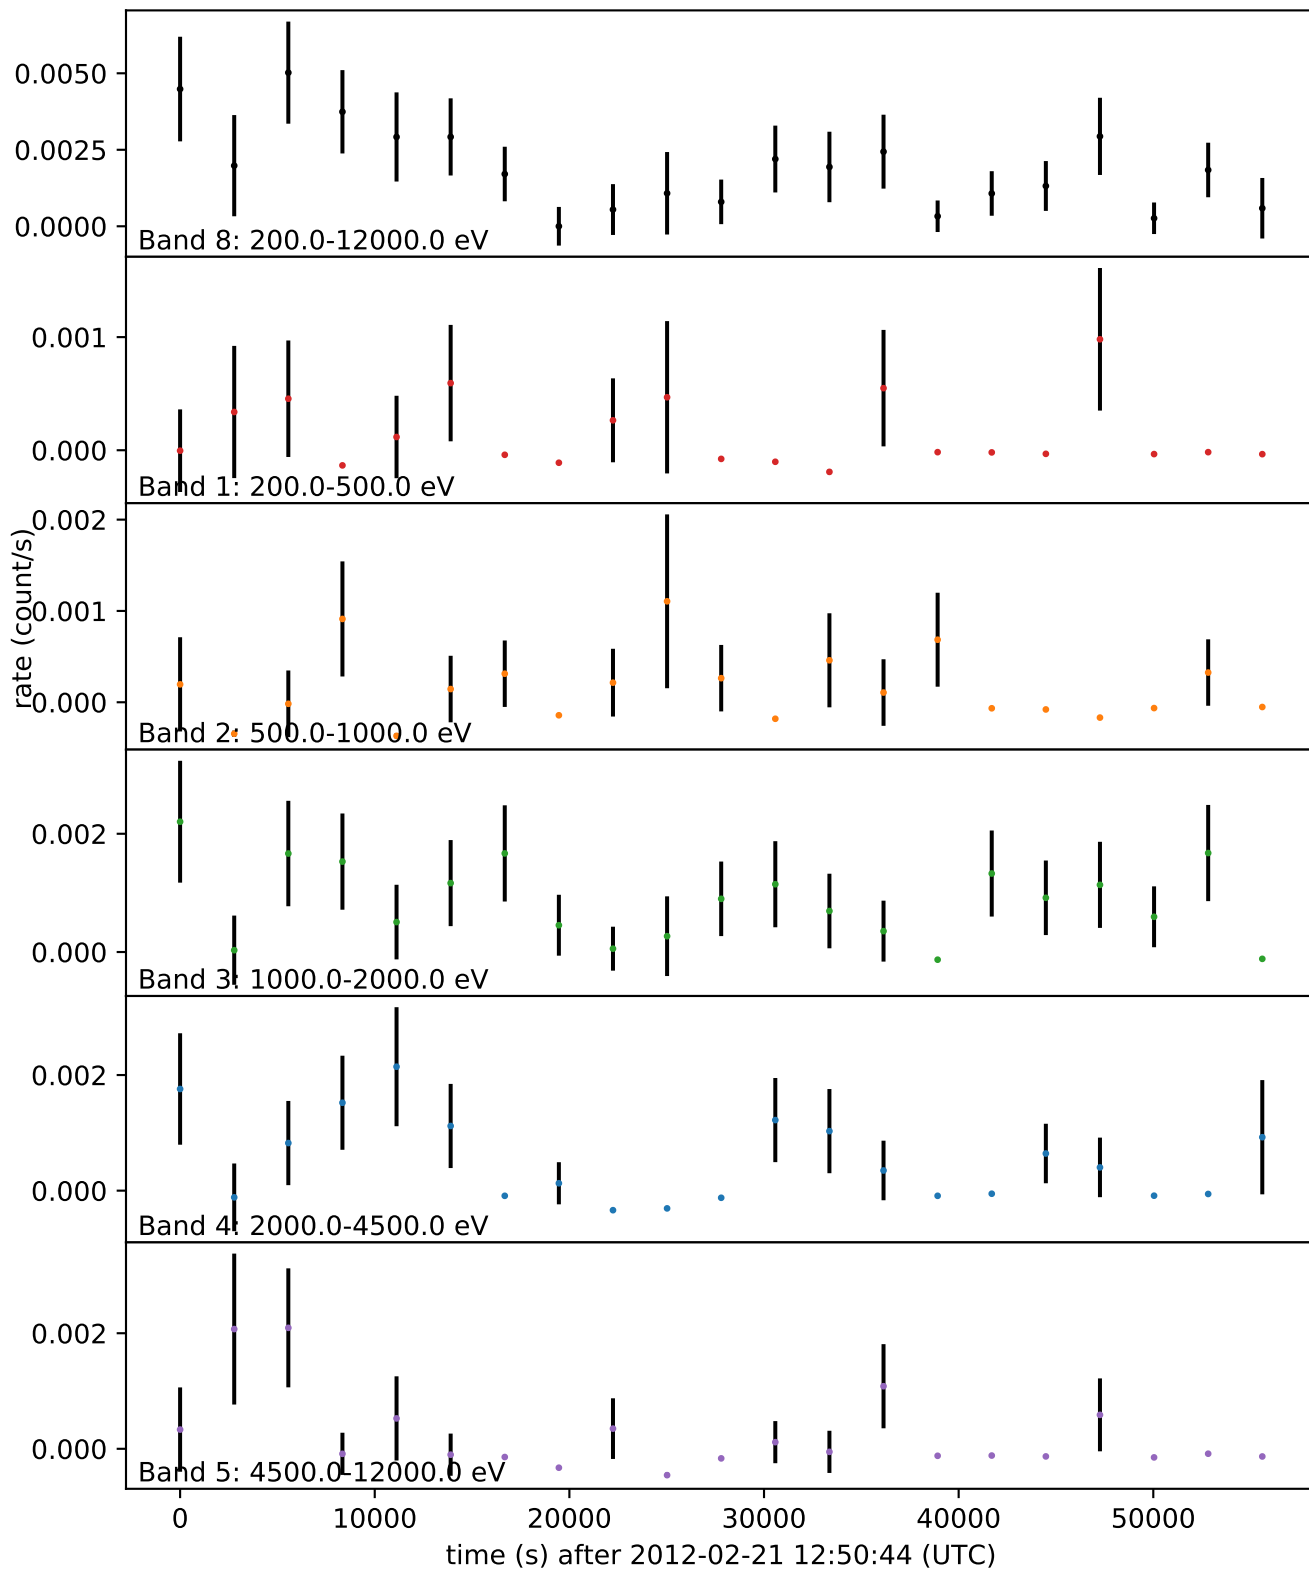 0.0050
0.0025
0.0000
Band 8: 200.0-12000.0 eV
0.001
0.000
Band 1: 200.0-500.0 eV
0.002
0.001
0.000
Band 2: 500.0-1000.0 eV
rate (count/s)
0.002
0.000
Band 3: 1000.0-2000.0 eV
0.002
0.000
Band 4: 2000.0-4500.0 eV
0.002
0.000
Band 5: 4500.0-12000.0 eV
0 10000 20000 30000 40000 50000
time (s) after 2012-02-21 12:50:44 (UTC)